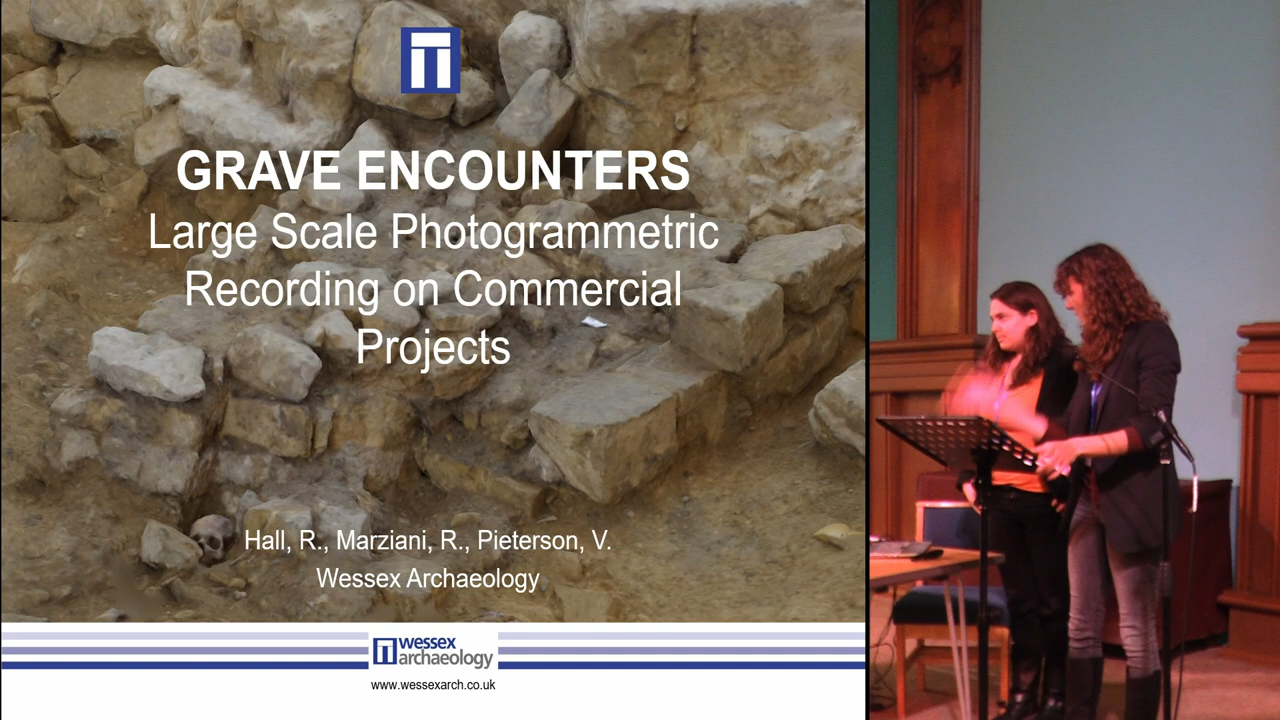 GRAVE ENCOUNTERS
Large Scale Photogrammetric
Recording on Commercial
Projects
Hall, R., Marziani, R., Pieterson, V.
Wessex Archaeology
wessex
archaeology
www.wessexarch.co.uk